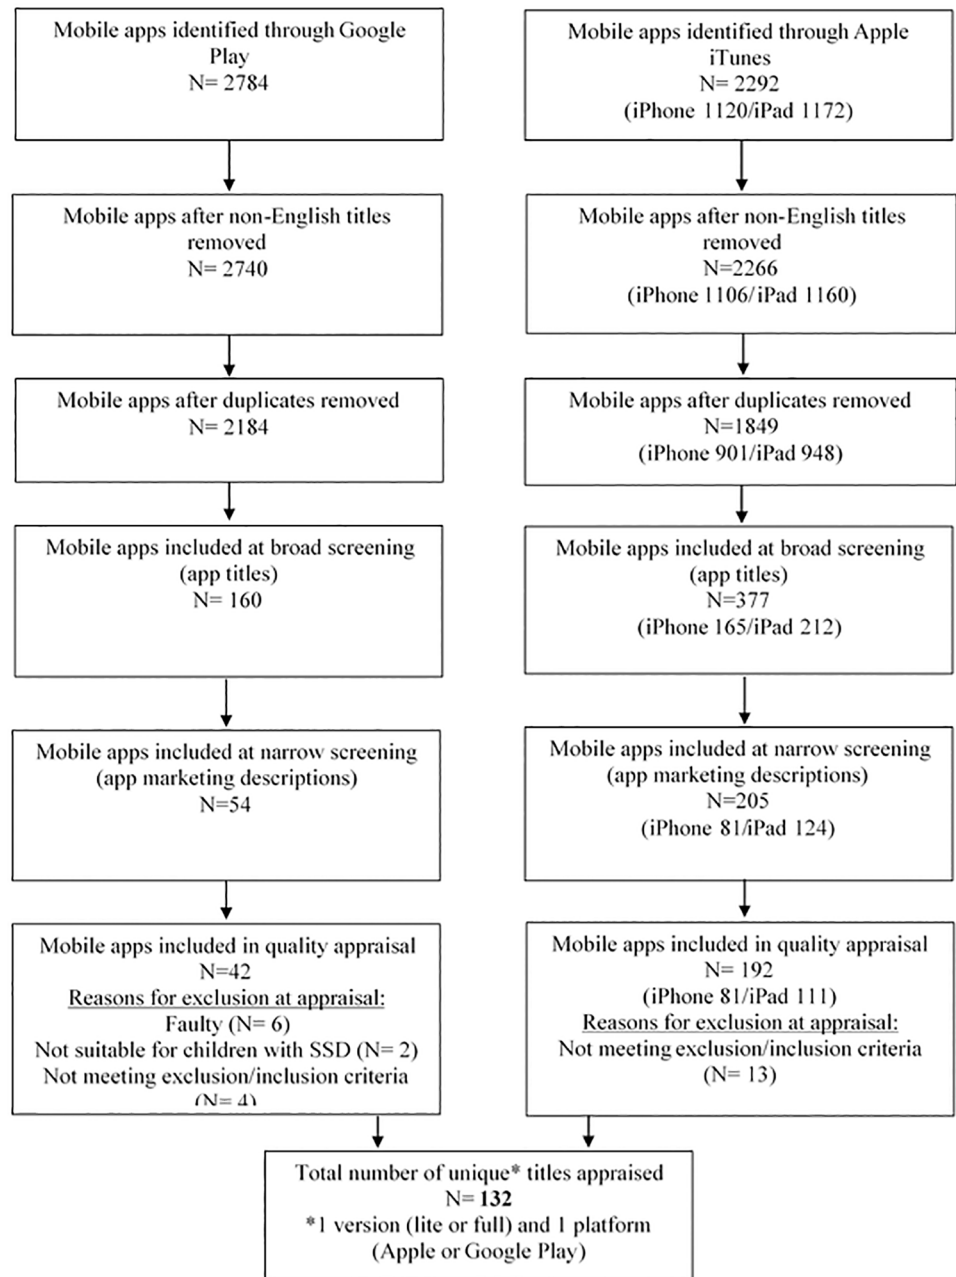 Mobile apps identified through Google
Play
N= 2784
Mobile apps identified through Apple
iTunes
N= 2292
(iPhone 1120/iPad 1172)
Mobile apps after non-English titles
removed
N= 2740
Mobile apps after non-English titles
removed
N=2266
(iPhone 1106/iPad 1160)
Mobile apps after duplicates removed
N= 2184
Mobile apps after duplicates removed
N=1849
(iPhone 901/iPad 948)
Mobile apps included at broad screening
(app titles)
N= 160
Mobile apps included at broad screening
(app titles)
N=377
(iPhone 165/iPad 212)
Mobile apps included at narrow screening
(app marketing descriptions)
N=54
Mobile apps included at narrow screening
(app marketing descriptions)
N=205
(iPhone 81/iPad 124)
Mobile apps included in quality appraisal
N=42
Reasons for exclusion at appraisal:
Faulty (N= 6)
Not suitable for children with SSD (N= 2)
Not meeting exclusion/inclusion criteria
(N= 4)
Mobile apps included in quality appraisal
N= 192
(iPhone 81/iPad 111)
Reasons for exclusion at appraisal:
Not meeting exclusion/inclusion criteria
(N= 13)
Total number of unique* titles appraised
N= 132
*1 version (lite or full) and 1 platform
(Apple or Google Play)